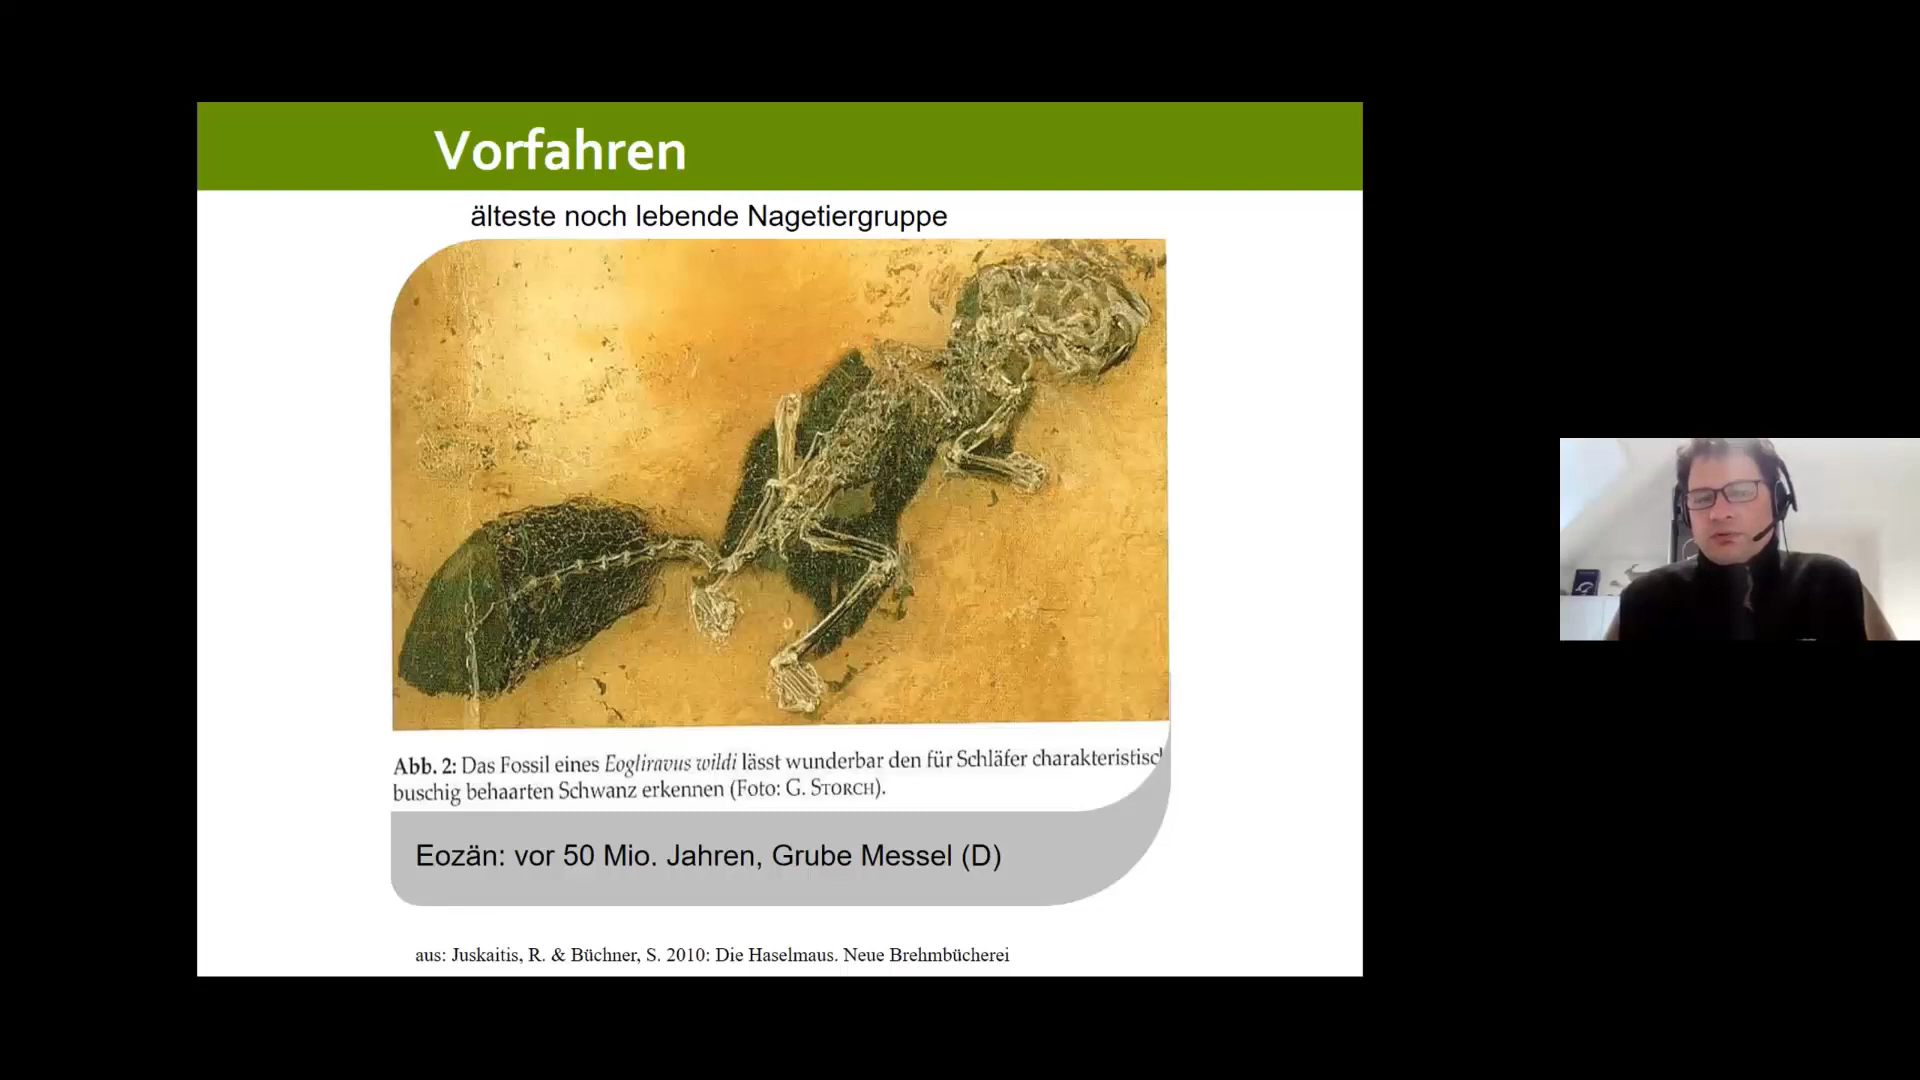 Vorfahren
älteste noch lebende Nagetiergruppe
Abb. 2: Das Fossil eines Eogliravus wildi lässt wunderbar den für Schläfer charakteristisch
buschig behaarten Schwanz erkennen (Foto: G. STORCH).
Eozän: vor 50 Mio. Jahren, Grube Messel (D)
aus: Juskaitis, R. & Büchner, S. 2010: Die Haselmaus. Neue Brehmbücherei